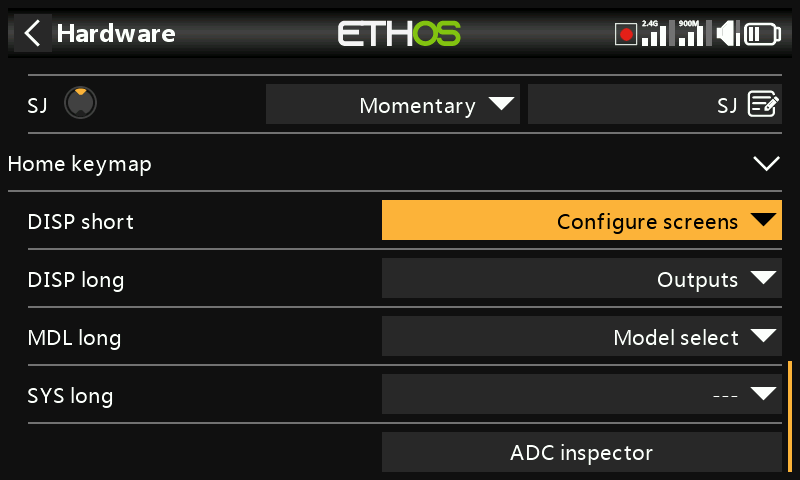 Hardware
ETHOS
2.4G 900M
SJ Momentary SJ
Home keymap
DISP short Configure screens
DISP long Outputs
MDL long Model select
SYS long ---
ADC inspector